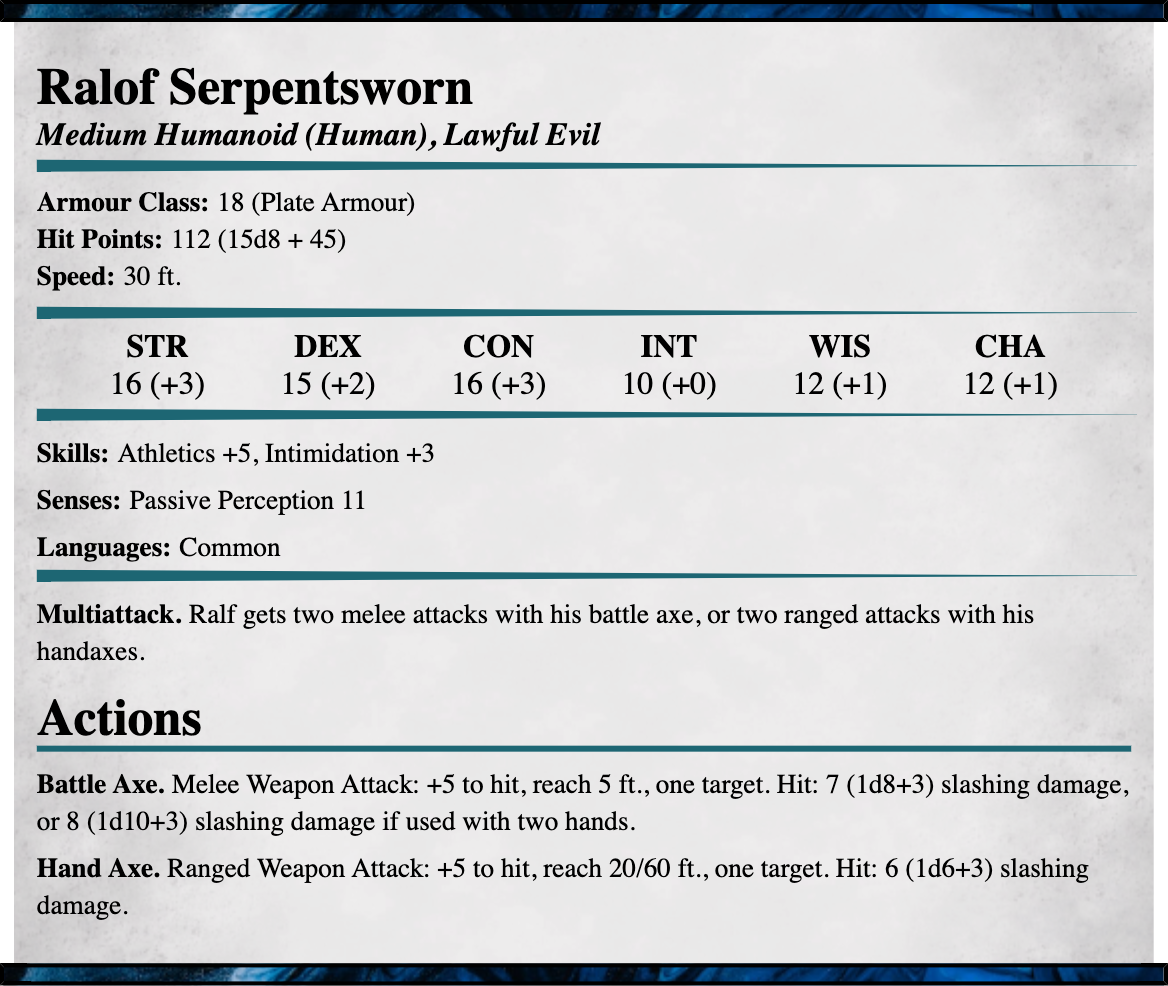 Ralof Serpentsworn
Medium Humanoid (Human), Lawful Evil
Armour Class: 18 (Plate Armour)
Hit Points: 112 (15d8 + 45)
Speed: 30 ft.
STR DEX CON INT WIS CHA
16 (+3) 15 (+2) 16 (+3) 10 (+0) 12 (+1) 12 (+1)
Skills: Athletics +5, Intimidation +3
Senses: Passive Perception 11
Languages: Common
Multiattack. Ralf gets two melee attacks with his battle axe, or two ranged attacks with his
handaxes.
Actions
Battle Axe. Melee Weapon Attack: +5 to hit, reach 5 ft., one target. Hit: 7 (1d8+3) slashing damage,
or 8 (1d10+3) slashing damage if used with two hands.
Hand Axe. Ranged Weapon Attack: +5 to hit, reach 20/60 ft., one target. Hit: 6 (1d6+3) slashing
damage.